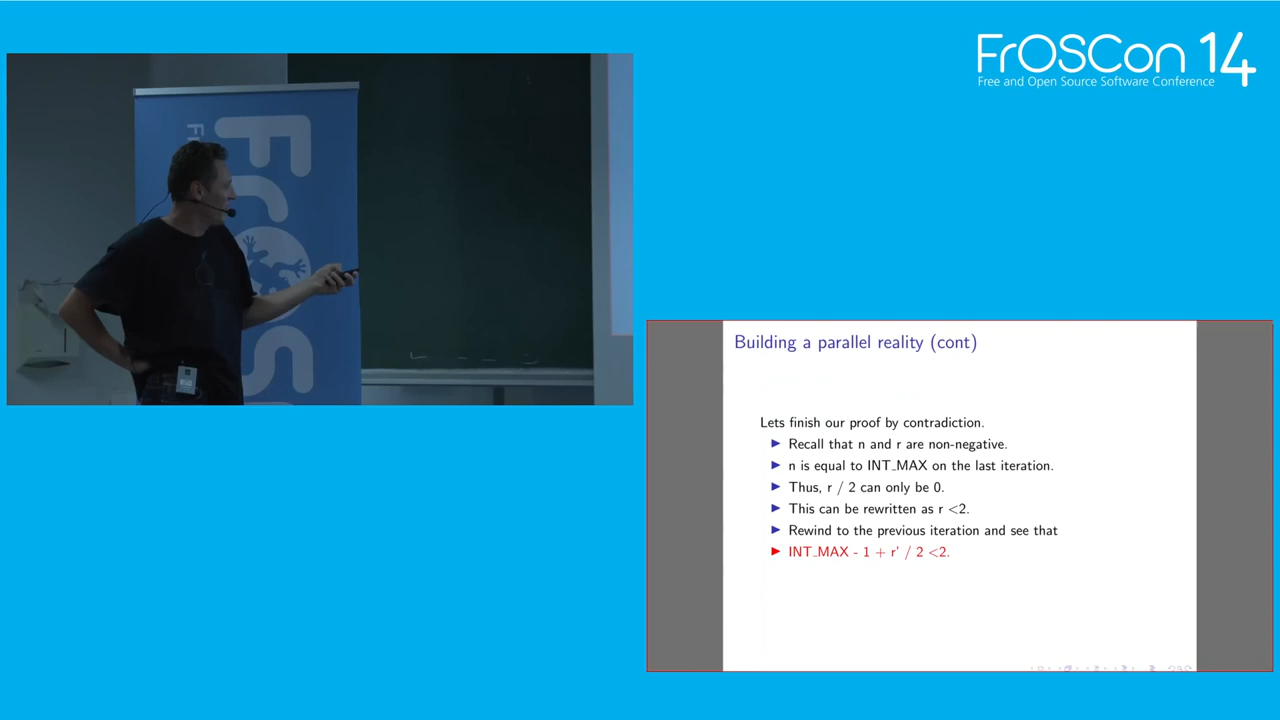 FrOSCon 14
Free and Open Source Software Conference
FrOSC
Building a parallel reality (cont)
Lets finish our proof by contradiction.
Recall that n and r are non-negative.
n is equal to INT_MAX on the last iteration.
Thus, r / 2 can only be 0.
This can be rewritten as r <2.
Rewind to the previous iteration and see that
INT_MAX - 1 + r' / 2 <2.